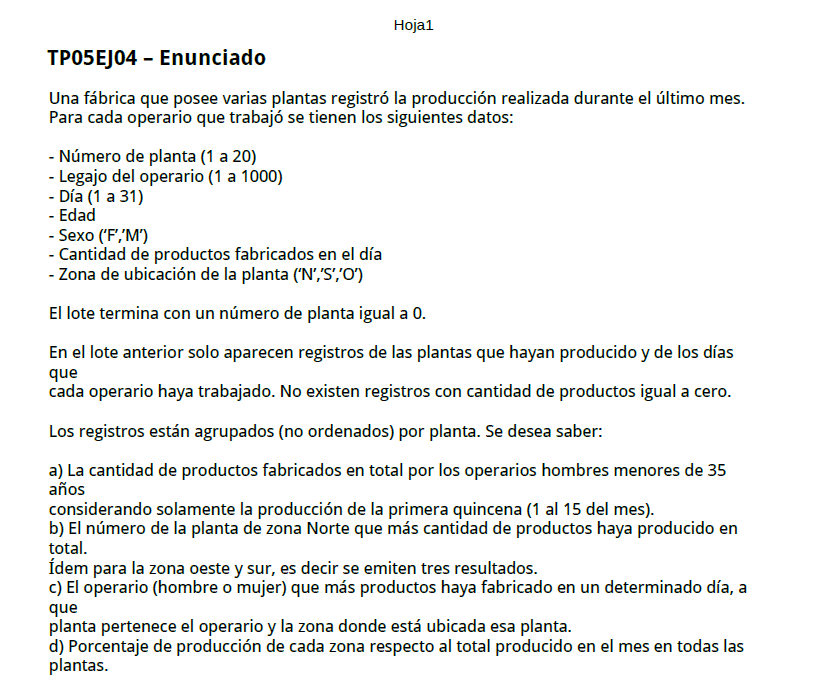 Hoja1
TP05EJ04 – Enunciado
Una fábrica que posee varias plantas registró la producción realizada durante el último mes.
Para cada operario que trabajó se tienen los siguientes datos:
- Número de planta (1 a 20)
- Legajo del operario (1 a 1000)
- Día (1 a 31)
- Edad
- Sexo (‘F’,’M’)
- Cantidad de productos fabricados en el día
- Zona de ubicación de la planta (‘N’,’S’,’O’)
El lote termina con un número de planta igual a 0.
En el lote anterior solo aparecen registros de las plantas que hayan producido y de los días
que
cada operario haya trabajado. No existen registros con cantidad de productos igual a cero.
Los registros están agrupados (no ordenados) por planta. Se desea saber:
a) La cantidad de productos fabricados en total por los operarios hombres menores de 35
años
considerando solamente la producción de la primera quincena (1 al 15 del mes).
b) El número de la planta de zona Norte que más cantidad de productos haya producido en
total.
Ídem para la zona oeste y sur, es decir se emiten tres resultados.
c) El operario (hombre o mujer) que más productos haya fabricado en un determinado día, a
que
planta pertenece el operario y la zona donde está ubicada esa planta.
d) Porcentaje de producción de cada zona respecto al total producido en el mes en todas las
plantas.